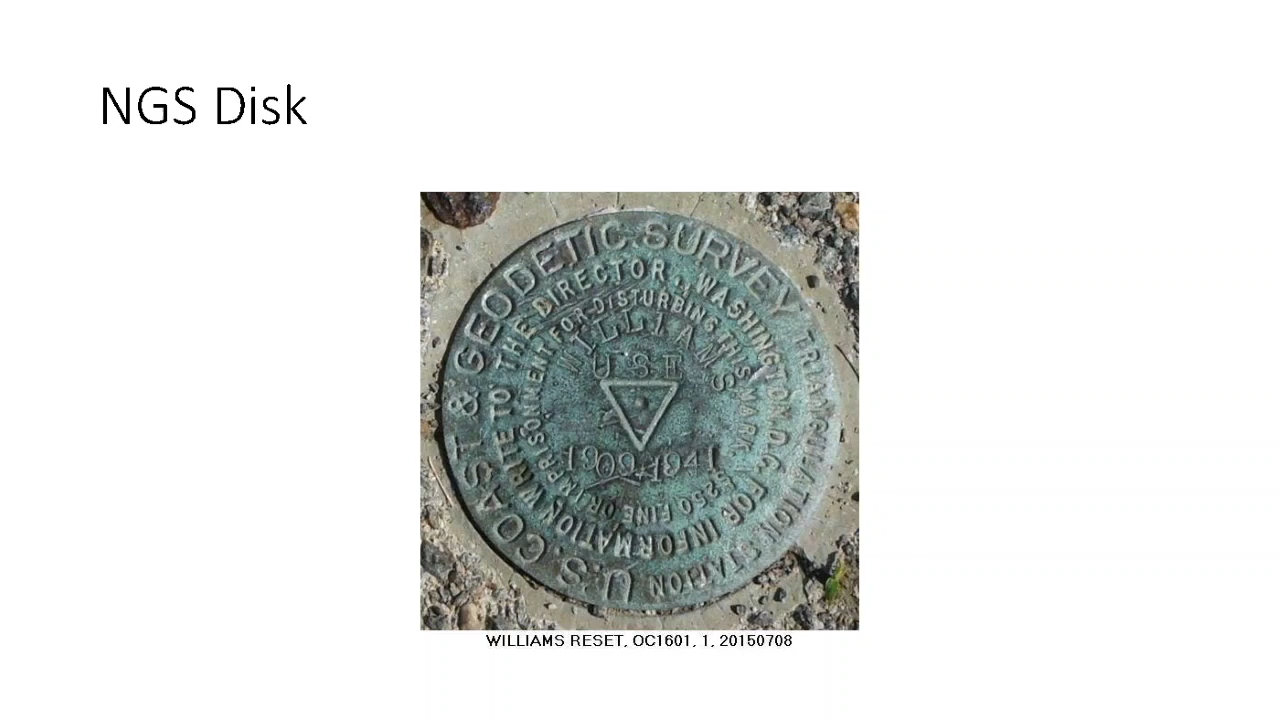 NGS Disk
U.S. COAST & GEODETIC SURVEY TRIANGULATION STATION
WRITE TO THE DIRECTOR, WASHINGTON, D.C. FOR INFORMATION
$250 FINE OR IMPRISONMENT FOR DISTURBING THIS MARK.
WILLIAMS
USE
1909 1941
WILLIAMS RESET, OC1601, 1, 20150708